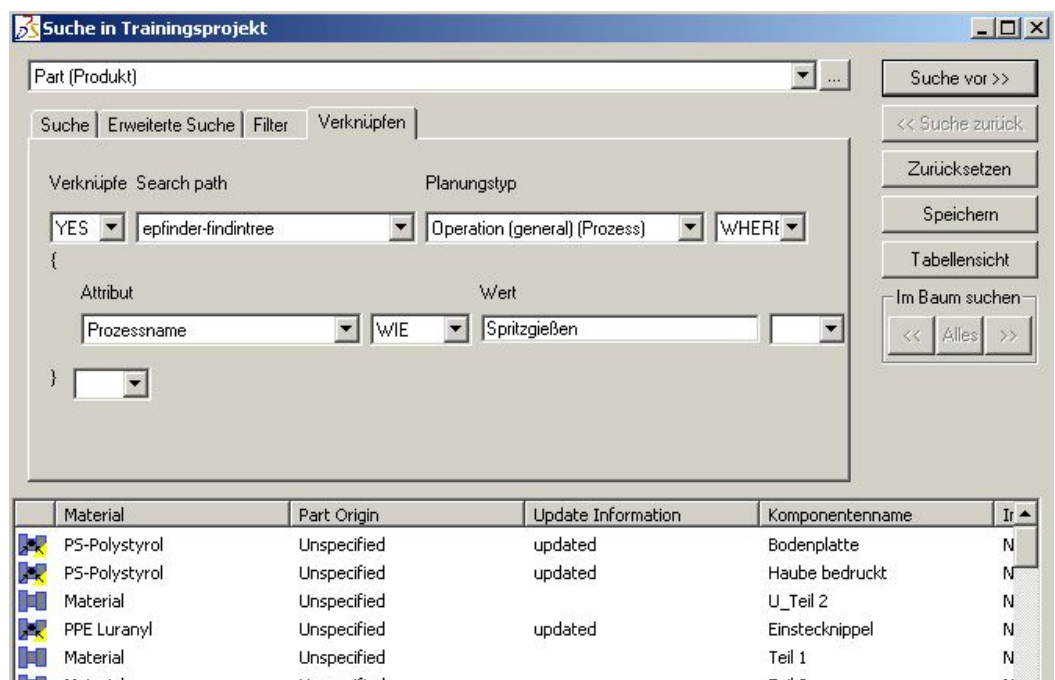 Suche in Trainingsprojekt
Part (Produkt) ... Suche vor >>
Suche Erweiterte Suche Filter Verknüpfen << Suche zurück
Zurücksetzen
Verknüpfe Search path Planungstyp
YES epfinder-findintree Operation (general) (Prozess) WHERE Speichern
{ Tabellensicht
Attribut Wert Im Baum suchen
Prozessname WIE Spritzgießen << Alles >>
}
Material Part Origin Update Information Komponentenname
PS-Polystyrol Unspecified updated Bodenplatte N
PS-Polystyrol Unspecified updated Haube bedruckt N
Material Unspecified U_Teil 2 N
PPE Luranyl Unspecified updated Einstecknippel N
Material Unspecified Teil 1 N